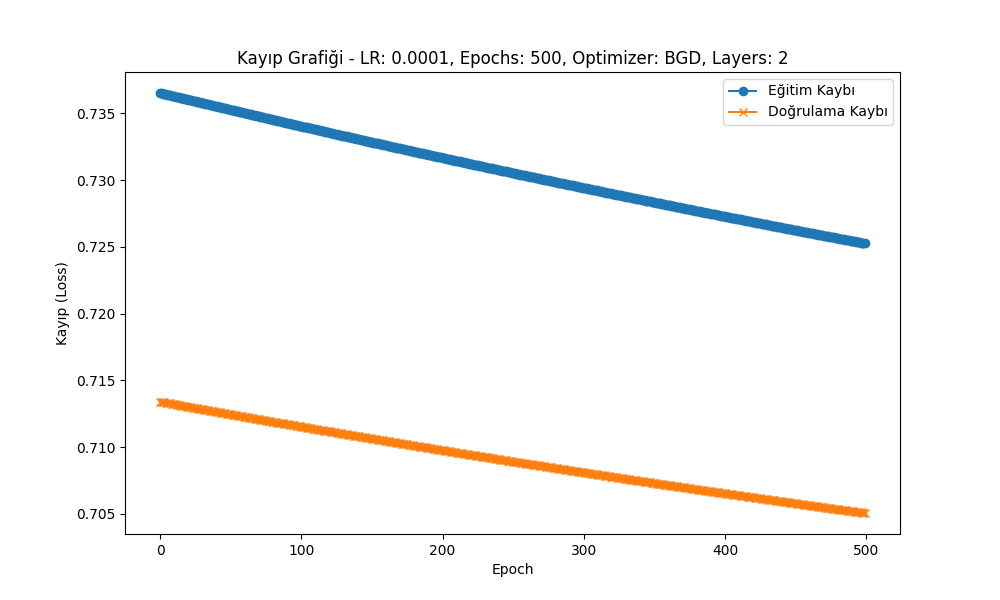 Kayıp Grafiği - LR: 0.0001, Epochs: 500, Optimizer: BGD, Layers: 2
Eğitim Kaybı
Doğrulama Kaybı
Kayıp (Loss)
0.735
0.730
0.725
0.720
0.715
0.710
0.705
0 100 200 300 400 500
Epoch